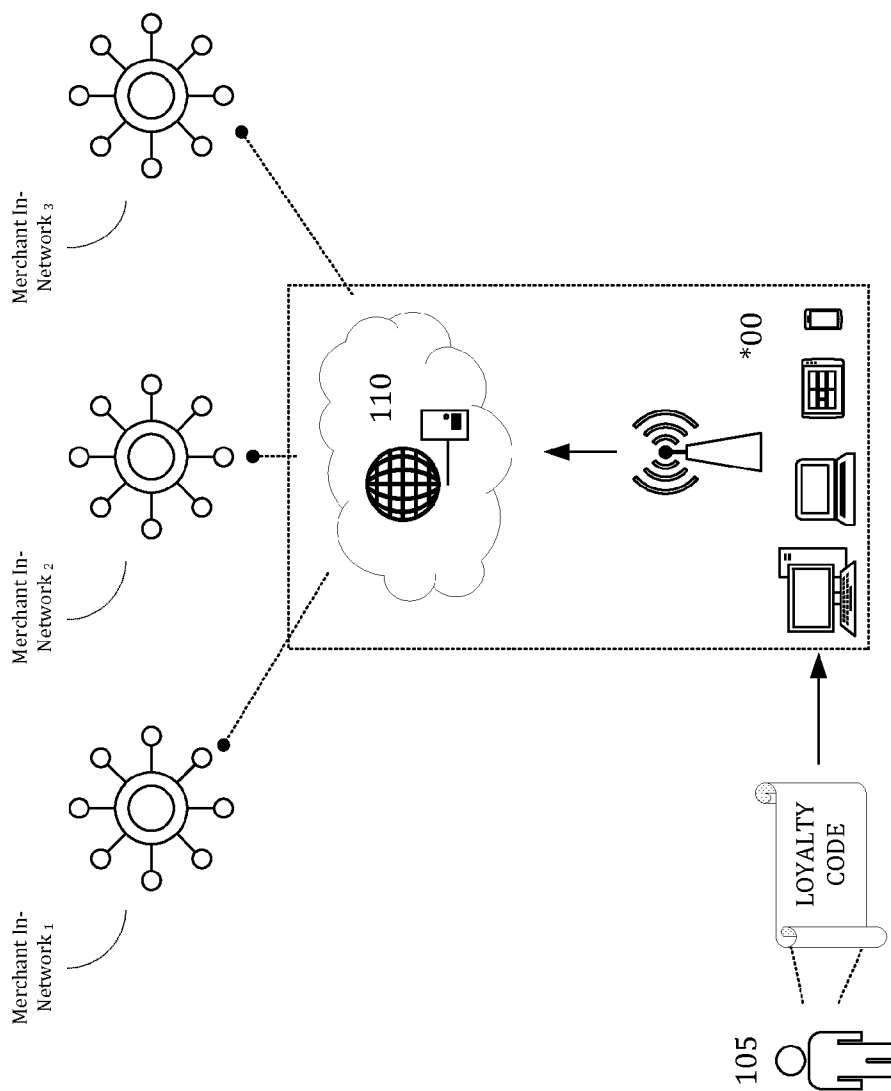 Merchant In-
Network 1
Merchant In-
Network 2
Merchant In-
Network 3
110
*00
LOYALTY
CODE
105